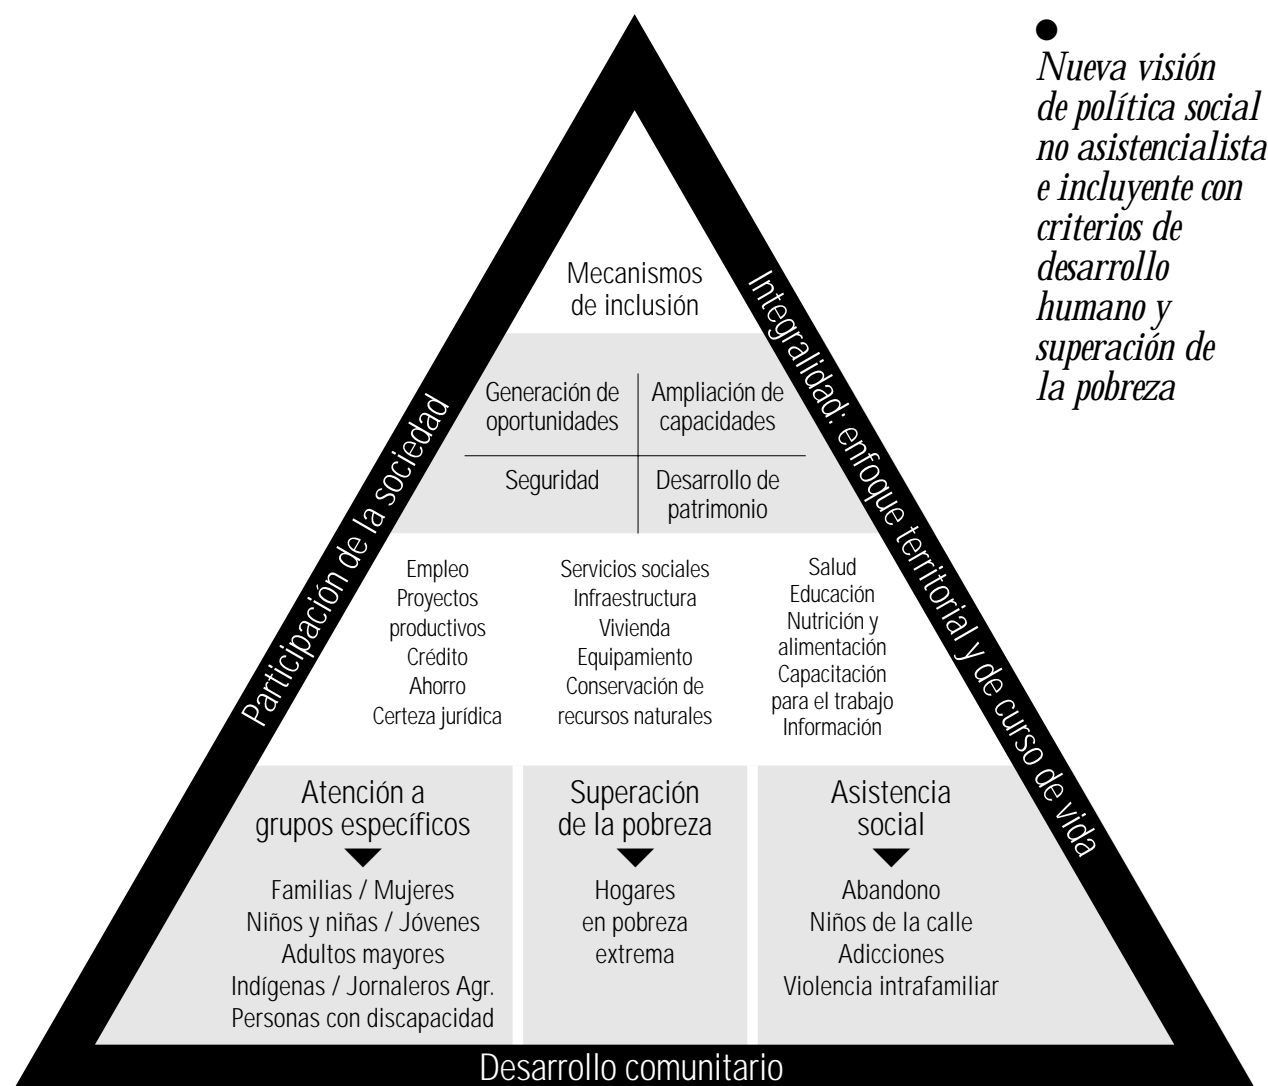 Nueva visión
de política social
no asistencialista
e incluyente con
criterios de
desarrollo
humano y
superación de
la pobreza
Participación de la sociedad
Integralidad: enfoque territorial y de curso de vida
Mecanismos
de inclusión
Generación de
oportunidades
Ampliación de
capacidades
Seguridad
Desarrollo de
patrimonio
Empleo
Proyectos
productivos
Crédito
Ahorro
Certeza jurídica
Servicios sociales
Infraestructura
Vivienda
Equipamiento
Conservación de
recursos naturales
Salud
Educación
Nutrición y
alimentación
Capacitación
para el trabajo
Información
Atención a
grupos específicos
Familias / Mujeres
Niños y niñas / Jóvenes
Adultos mayores
Indígenas / Jornaleros Agr.
Personas con discapacidad
Superación
de la pobreza
Hogares
en pobreza
extrema
Asistencia
social
Abandono
Niños de la calle
Adicciones
Violencia intrafamiliar
Desarrollo comunitario